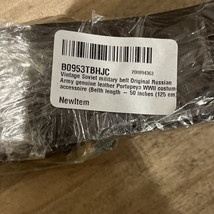 B0953TBHJC
Vintage Soviet military belt Original Russian
Army genuine leather Portupeya WWII costume
accessoire (Belth length - 50 inches (125 cm)
NewItem